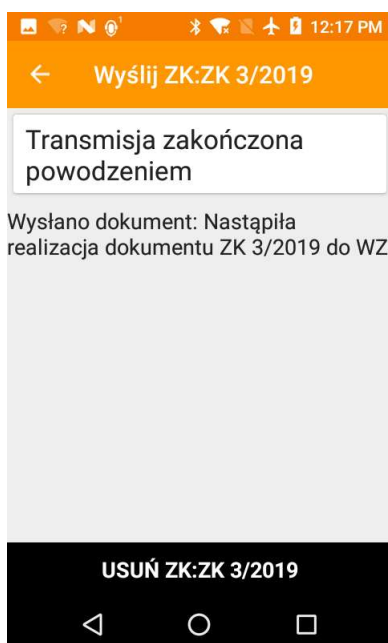 12:17 PM
Wyślij ZK:ZK 3/2019
Transmisja zakończona
powodzeniem
Wysłano dokument: Nastąpiła
realizacja dokumentu ZK 3/2019 do WZ
USUŃ ZK:ZK 3/2019